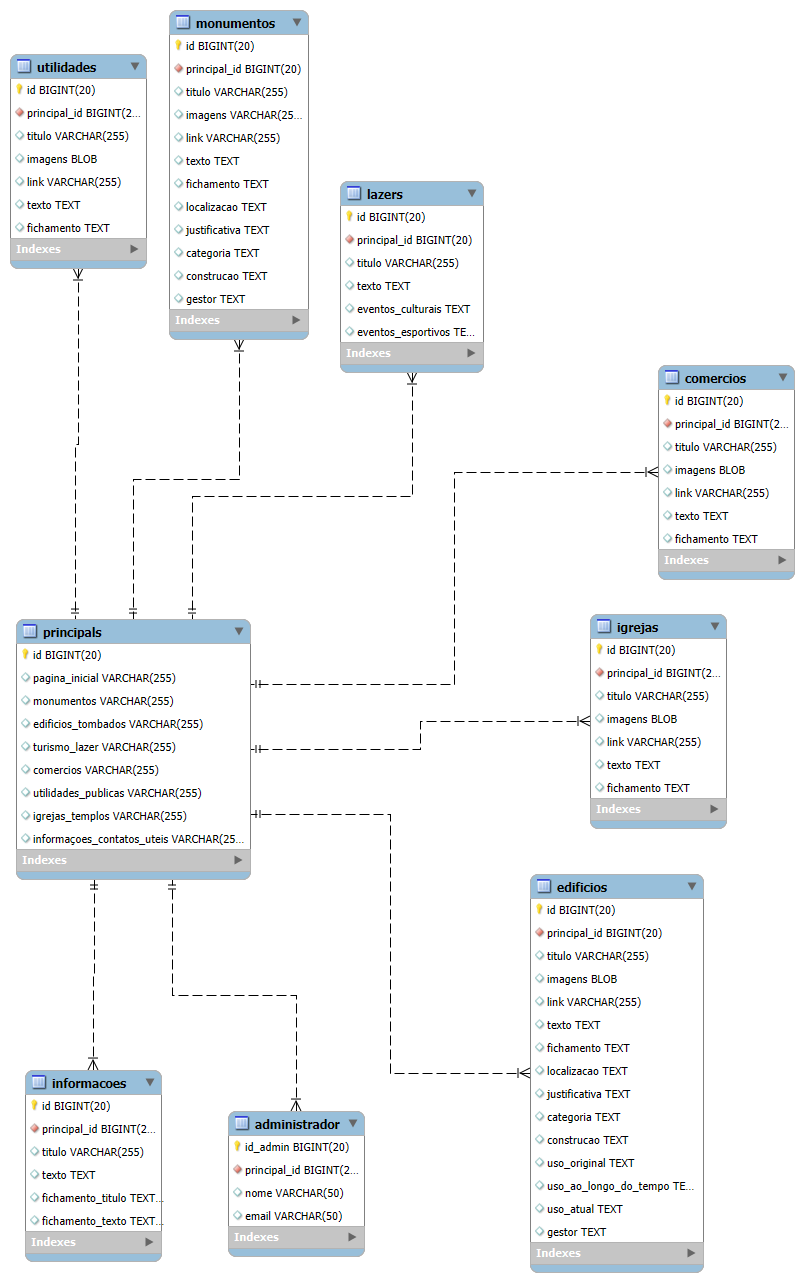 monumentos
id BIGINT(20)
principal_id BIGINT(20)
titulo VARCHAR(255)
imagens VARCHAR(25...
link VARCHAR(255)
texto TEXT
fichamento TEXT
localizacao TEXT
justificativa TEXT
categoria TEXT
construcao TEXT
gestor TEXT
Indexes
utilidades
id BIGINT(20)
principal_id BIGINT(2...
titulo VARCHAR(255)
imagens BLOB
link VARCHAR(255)
texto TEXT
fichamento TEXT
Indexes
lazers
id BIGINT(20)
principal_id BIGINT(20)
titulo VARCHAR(255)
texto TEXT
eventos_culturais TEXT
eventos_esportivos TE...
Indexes
comercios
id BIGINT(20)
principal_id BIGINT(2...
titulo VARCHAR(255)
imagens BLOB
link VARCHAR(255)
texto TEXT
fichamento TEXT
Indexes
principals
id BIGINT(20)
pagina_inicial VARCHAR(255)
monumentos VARCHAR(255)
edificios_tombados VARCHAR(255)
turismo_lazer VARCHAR(255)
comercios VARCHAR(255)
utilidades_publicas VARCHAR(255)
igrejas_templos VARCHAR(255)
informaçoes_contatos_uteis VARCHAR(25...
Indexes
igrejas
id BIGINT(20)
principal_id BIGINT(2...
titulo VARCHAR(255)
imagens BLOB
link VARCHAR(255)
texto TEXT
fichamento TEXT
Indexes
edificios
id BIGINT(20)
principal_id BIGINT(20)
titulo VARCHAR(255)
imagens BLOB
link VARCHAR(255)
texto TEXT
fichamento TEXT
localizacao TEXT
justificativa TEXT
categoria TEXT
construcao TEXT
uso_original TEXT
uso_ao_longo_do_tempo TE...
uso_atual TEXT
gestor TEXT
Indexes
informacoes
id BIGINT(20)
principal_id BIGINT(2...
titulo VARCHAR(255)
texto TEXT
fichamento_titulo TEXT...
fichamento_texto TEXT...
Indexes
administrador
id_admin BIGINT(20)
principal_id BIGINT(2...
nome VARCHAR(50)
email VARCHAR(50)
Indexes